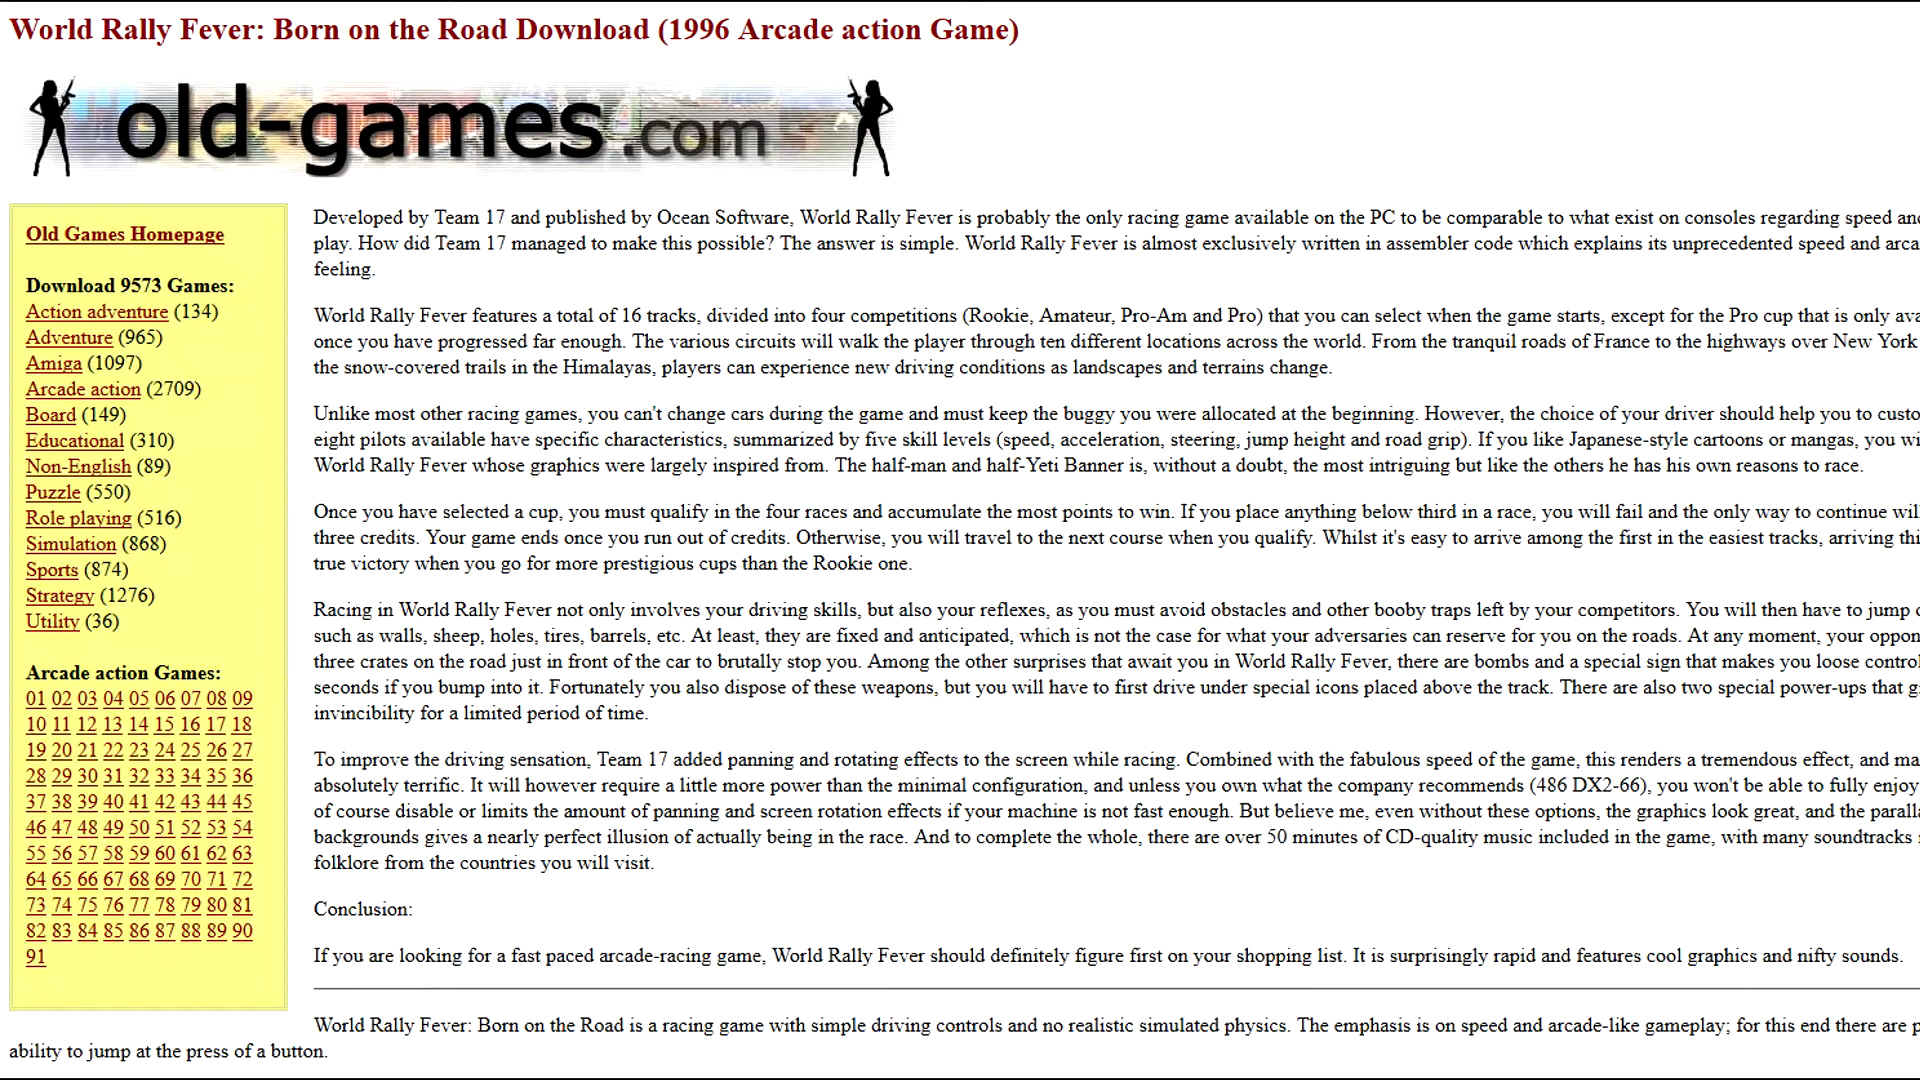 World Rally Fever: Born on the Road Download (1996 Arcade action Game)
old-games.com
Old Games Homepage
Download 9573 Games:
Action adventure (134)
Adventure (965)
Amiga (1097)
Arcade action (2709)
Board (149)
Educational (310)
Non-English (89)
Puzzle (550)
Role playing (516)
Simulation (868)
Sports (874)
Strategy (1276)
Utility (36)
Arcade action Games:
01 02 03 04 05 06 07 08 09
10 11 12 13 14 15 16 17 18
19 20 21 22 23 24 25 26 27
28 29 30 31 32 33 34 35 36
37 38 39 40 41 42 43 44 45
46 47 48 49 50 51 52 53 54
55 56 57 58 59 60 61 62 63
64 65 66 67 68 69 70 71 72
73 74 75 76 77 78 79 80 81
82 83 84 85 86 87 88 89 90
91
Developed by Team 17 and published by Ocean Software, World Rally Fever is probably the only racing game available on the PC to be comparable to what exist on consoles regarding speed and
play. How did Team 17 managed to make this possible? The answer is simple. World Rally Fever is almost exclusively written in assembler code which explains its unprecedented speed and arca
feeling.
World Rally Fever features a total of 16 tracks, divided into four competitions (Rookie, Amateur, Pro-Am and Pro) that you can select when the game starts, except for the Pro cup that is only ava
once you have progressed far enough. The various circuits will walk the player through ten different locations across the world. From the tranquil roads of France to the highways over New York
the snow-covered trails in the Himalayas, players can experience new driving conditions as landscapes and terrains change.
Unlike most other racing games, you can't change cars during the game and must keep the buggy you were allocated at the beginning. However, the choice of your driver should help you to custo
eight pilots available have specific characteristics, summarized by five skill levels (speed, acceleration, steering, jump height and road grip). If you like Japanese-style cartoons or mangas, you wi
World Rally Fever whose graphics were largely inspired from. The half-man and half-Yeti Banner is, without a doubt, the most intriguing but like the others he has his own reasons to race.
Once you have selected a cup, you must qualify in the four races and accumulate the most points to win. If you place anything below third in a race, you will fail and the only way to continue wil
three credits. Your game ends once you run out of credits. Otherwise, you will travel to the next course when you qualify. Whilst it's easy to arrive among the first in the easiest tracks, arriving thi
true victory when you go for more prestigious cups than the Rookie one.
Racing in World Rally Fever not only involves your driving skills, but also your reflexes, as you must avoid obstacles and other booby traps left by your competitors. You will then have to jump
such as walls, sheep, holes, tires, barrels, etc. At least, they are fixed and anticipated, which is not the case for what your adversaries can reserve for you on the roads. At any moment, your oppon
three crates on the road just in front of the car to brutally stop you. Among the other surprises that await you in World Rally Fever, there are bombs and a special sign that makes you loose control
seconds if you bump into it. Fortunately you also dispose of these weapons, but you will have to first drive under special icons placed above the track. There are also two special power-ups that g
invincibility for a limited period of time.
To improve the driving sensation, Team 17 added panning and rotating effects to the screen while racing. Combined with the fabulous speed of the game, this renders a tremendous effect, and ma
absolutely terrific. It will however require a little more power than the minimal configuration, and unless you own what the company recommends (486 DX2-66), you won't be able to fully enjoy
of course disable or limits the amount of panning and screen rotation effects if your machine is not fast enough. But believe me, even without these options, the graphics look great, and the paralla
backgrounds gives a nearly perfect illusion of actually being in the race. And to complete the whole, there are over 50 minutes of CD-quality music included in the game, with many soundtracks
folklore from the countries you will visit.
Conclusion:
If you are looking for a fast paced arcade-racing game, World Rally Fever should definitely figure first on your shopping list. It is surprisingly rapid and features cool graphics and nifty sounds.
World Rally Fever: Born on the Road is a racing game with simple driving controls and no realistic simulated physics. The emphasis is on speed and arcade-like gameplay; for this end there are p
ability to jump at the press of a button.